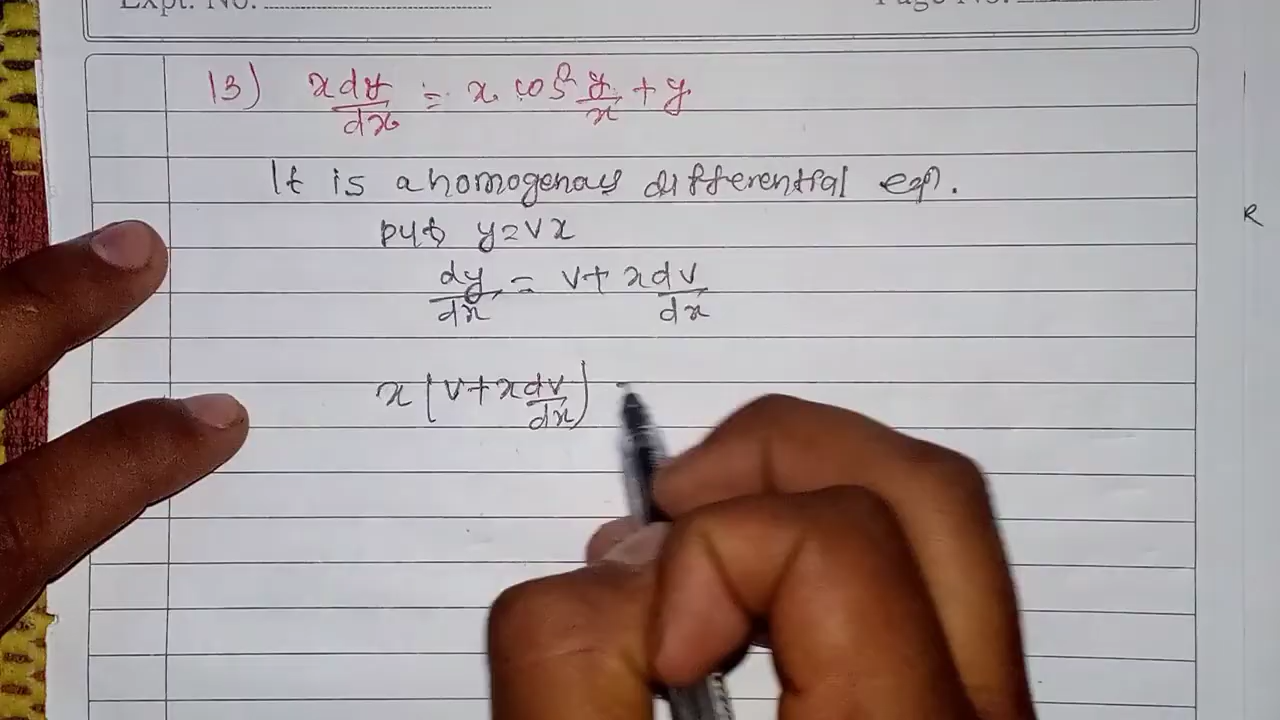 Expt. No.
Page No.
13) x dy/dx = x cos² y/x + y
It is a homogenous differential eqn.
put y=vx
dy/dx = v+x dv/dx
x[v+x dv/dx]
R